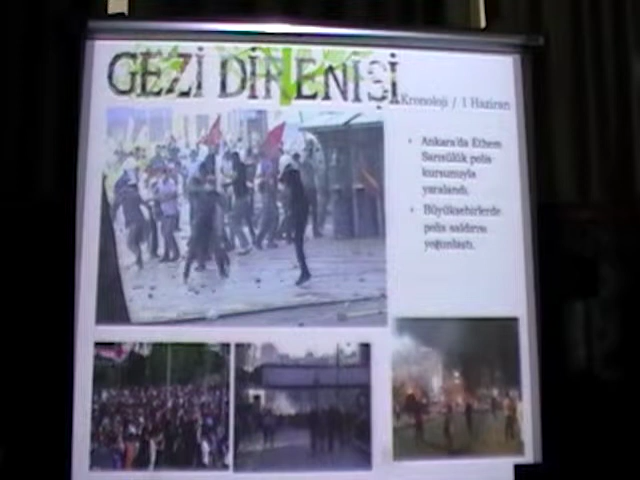 GEZİ DİRENİŞİ
Kronoloji / 1 Haziran
• Ankara'da Ethem
Sarısülük polis
kurşunuyla
yaralandı.
• Büyükşehirlerde
polis saldırısı
yoğunlaştı.